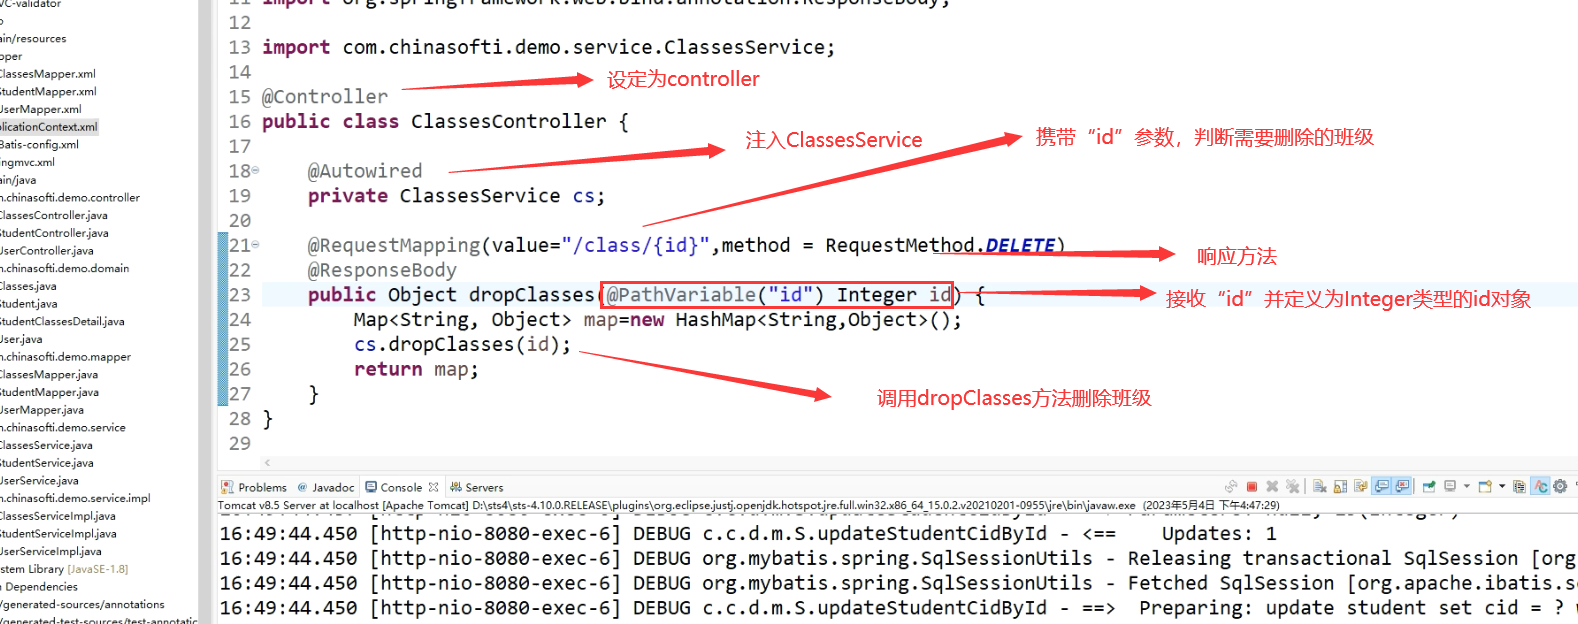 VC-validator
ain/resources
oper
ClassesMapper.xml
StudentMapper.xml
UserMapper.xml
plicationContext.xml
Batis-config.xml
ingmvc.xml
ain/java
n.chinasofti.demo.controller
ClassesController.java
StudentController.java
UserController.java
n.chinasofti.demo.domain
Classes.java
Student.java
StudentClassesDetail.java
User.java
n.chinasofti.demo.mapper
ClassesMapper.java
StudentMapper.java
UserMapper.java
n.chinasofti.demo.service
ClassesService.java
StudentService.java
UserService.java
n.chinasofti.demo.service.impl
ClassesServiceImpl.java
StudentServiceImpl.java
UserServiceImpl.java
stem Library [JavaSE-1.8]
n Dependencies
/generated-sources/annotations
/generated-test-sources/test-annotatic
11 import org.springframework.web.bind.annotation.ResponseBody;
12
13 import com.chinasofti.demo.service.ClassesService;
14
设定为controller
15 @Controller
16 public class ClassesController {
17
注入ClassesService
携带“id”参数，判断需要删除的班级
18 @Autowired
19 private ClassesService cs;
20
21 @RequestMapping(value="/class/{id}",method = RequestMethod.DELETE)
响应方法
22 @ResponseBody
23 public Object dropClasses(@PathVariable("id") Integer id) {
接收“id”并定义为Integer类型的id对象
24 Map<String, Object> map=new HashMap<String,Object>();
25 cs.dropClasses(id);
26 return map;
27 }
调用dropClasses方法删除班级
28 }
29
Problems @ Javadoc Console Servers
Tomcat v8.5 Server at localhost [Apache Tomcat] D:\sts4\sts-4.10.0.RELEASE\plugins\org.eclipse.justj.openjdk.hotspot.jre.full.win32.x86_64_15.0.2.v20210201-0955\jre\bin\javaw.exe (2023年5月4日 下午4:47:29)
16:49:44.450 [http-nio-8080-exec-6] DEBUG c.c.d.m.S.updateStudentCidById - <== Updates: 1
16:49:44.450 [http-nio-8080-exec-6] DEBUG org.mybatis.spring.SqlSessionUtils - Releasing transactional SqlSession [org
16:49:44.450 [http-nio-8080-exec-6] DEBUG org.mybatis.spring.SqlSessionUtils - Fetched SqlSession [org.apache.ibatis.s
16:49:44.450 [http-nio-8080-exec-6] DEBUG c.c.d.m.S.updateStudentCidById - ==> Preparing: update student set cid = ? w